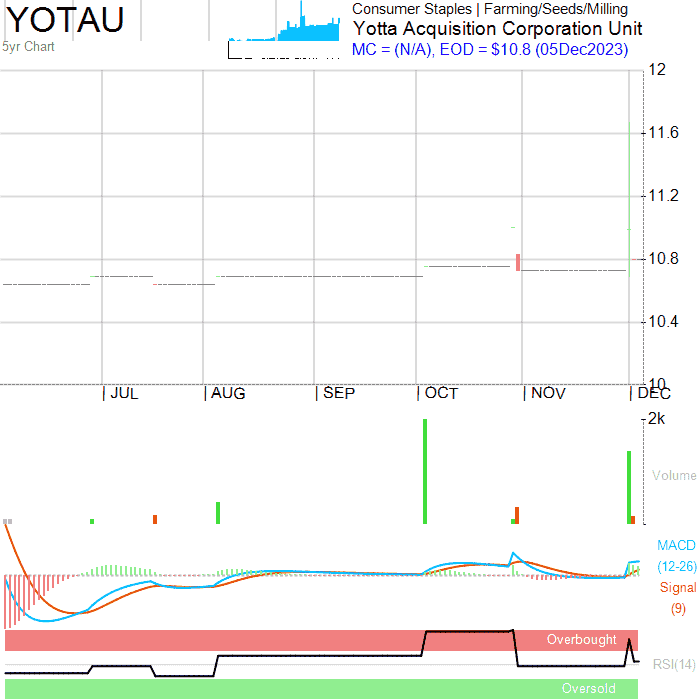 YOTAU
5yr Chart
Consumer Staples | Farming/Seeds/Milling
Yotta Acquisition Corporation Unit
MC = (N/A), EOD = $10.8 (05Dec2023)
12
11.6
11.2
10.8
10.4
10
| JUL | AUG | SEP | OCT | NOV | DEC
2k
Volume
MACD
(12-26)
Signal
(9)
Overbought
RSI(14)
Oversold